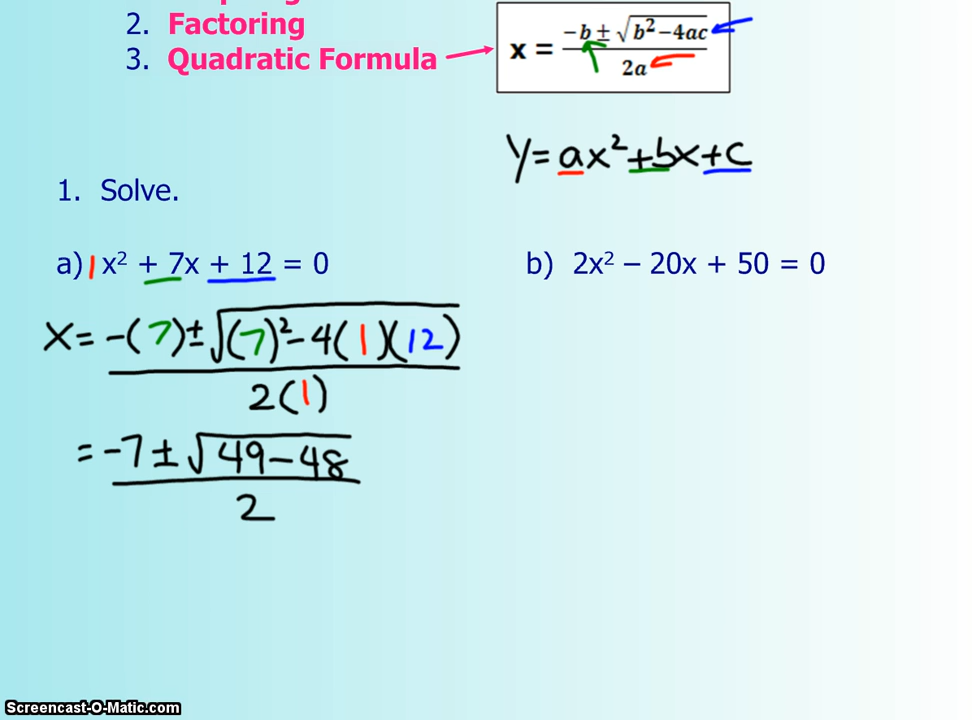 2. Factoring
3. Quadratic Formula
x = (−b ± √(b² − 4ac)) / 2a
Y = ax² + bx + c
1. Solve.
a) 1x² + 7x + 12 = 0
b) 2x² – 20x + 50 = 0
X = (-(7) ± √((7)² - 4(1)(12))) / 2(1)
= (-7 ± √(49 - 48)) / 2
Screencast-O-Matic.com